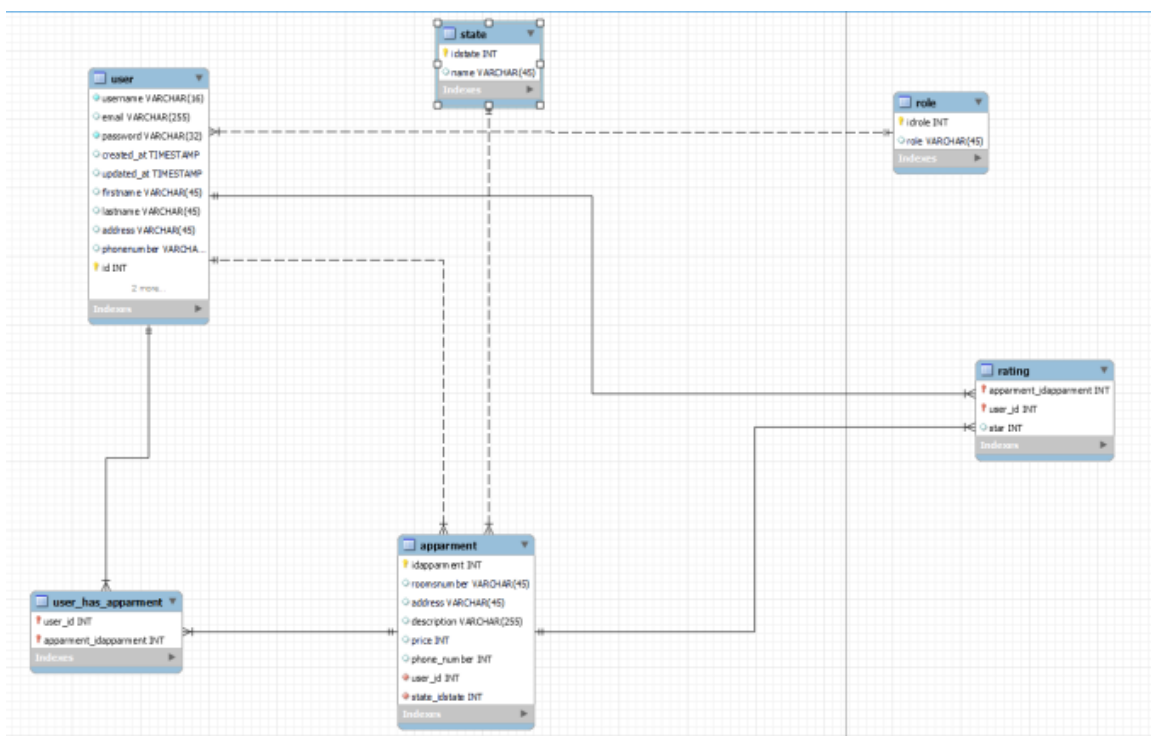 state
idstate INT
name VARCHAR(45)
Indexes
user
username VARCHAR(16)
email VARCHAR(255)
password VARCHAR(32)
created_at TIMESTAMP
updated_at TIMESTAMP
firstname VARCHAR(45)
lastname VARCHAR(45)
address VARCHAR(45)
phonenumber VARCHA...
id INT
2 more...
Indexes
role
idrole INT
role VARCHAR(45)
Indexes
rating
apparment_idapparment INT
user_id INT
star INT
Indexes
apparment
idapparment INT
roomsnumber VARCHAR(45)
address VARCHAR(45)
description VARCHAR(255)
price INT
phone_number INT
user_id INT
state_idstate INT
Indexes
user_has_apparment
user_id INT
apparment_idapparment INT
Indexes